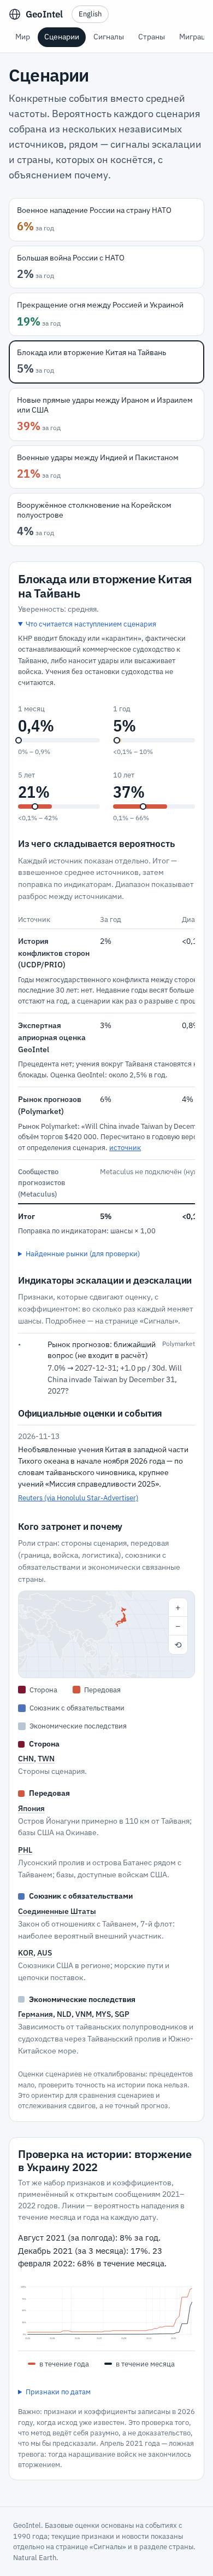 GeoIntel English
Мир Сценарии Сигналы Страны Миграц
Сценарии
Конкретные события вместо средней
частоты. Вероятность каждого сценария
собрана из нескольких независимых
источников, рядом — сигналы эскалации
и страны, которых он коснётся, с
объяснением почему.
Военное нападение России на страну НАТО
6% за год
Большая война России с НАТО
2% за год
Прекращение огня между Россией и Украиной
19% за год
Блокада или вторжение Китая на Тайвань
5% за год
Новые прямые удары между Ираном и Израилем
или США
39% за год
Военные удары между Индией и Пакистаном
21% за год
Вооружённое столкновение на Корейском
полуострове
4% за год
Блокада или вторжение Китая
на Тайвань
Уверенность: средняя.
▼ Что считается наступлением сценария
КНР вводит блокаду или «карантин», фактически
останавливающий коммерческое судоходство к
Тайваню, либо наносит удары или высаживает
войска. Учения без остановки судоходства не
считаются.
1 месяц 1 год
0,4% 5%
0% – 0,9% <0,1% – 10%
5 лет 10 лет
21% 37%
<0,1% – 42% 0,1% – 66%
Из чего складывается вероятность
Каждый источник показан отдельно. Итог —
взвешенное среднее источников, затем
поправка по индикаторам. Диапазон показывает
разброс между источниками.
Источник За год Диа
История 2% <0,1
конфликтов сторон
(UCDP/PRIO)
Годы межгосударственного конфликта между сторон
последние 30 лет: нет. Недавние годы весят больше
отстают на год, а сценарии как раз о разрыве с прош
Экспертная 3% 0,8%
априорная оценка
GeoIntel
Прецедента нет; учения вокруг Тайваня становятся н
блокады. Оценка GeoIntel: около 2,5% в год.
Рынок прогнозов 6% 4%
(Polymarket)
Рынок Polymarket: «Will China invade Taiwan by Decem
объём торгов $420 000. Пересчитано в годовую веро
от определения сценария. источник
Сообщество Metaculus не подключён (нуж
прогнозистов
(Metaculus)
Итог 5% <0,1
Поправка по индикаторам: шансы × 1,00
▶ Найденные рынки (для проверки)
Индикаторы эскалации и деэскалации
Признаки, которые сдвигают оценку, с
коэффициентом: во сколько раз каждый меняет
шансы. Подробнее — на странице «Сигналы».
• Рынок прогнозов: ближайший Polymarket
вопрос (не входит в расчёт)
7.0% → 2027-12-31; +1.0 pp / 30d. Will
China invade Taiwan by December 31,
2027?
Официальные оценки и события
2026-11-13
Необъявленные учения Китая в западной части
Тихого океана в начале ноября 2026 года — по
словам тайваньского чиновника, крупнее
учений «Миссия справедливости 2025».
Reuters (via Honolulu Star-Advertiser)
Кого затронет и почему
Роли стран: стороны сценария, передовая
(граница, войска, логистика), союзники с
обязательствами и экономически связанные
страны.
+
−
⟲
Сторона Передовая
Союзник с обязательствами
Экономические последствия
Сторона
CHN, TWN
Стороны сценария.
Передовая
Япония
Остров Йонагуни примерно в 110 км от Тайваня;
базы США на Окинаве.
PHL
Лусонский пролив и острова Батанес рядом с
Тайванем; базы, доступные войскам США.
Союзник с обязательствами
Соединенные Штаты
Закон об отношениях с Тайванем, 7-й флот:
наиболее вероятный внешний участник.
KOR, AUS
Союзники США в регионе; морские пути и
цепочки поставок.
Экономические последствия
Германия, NLD, VNM, MYS, SGP
Зависимость от тайваньских полупроводников и
судоходства через Тайваньский пролив и Южно-
Китайское море.
Оценки сценариев не откалиброваны: прецедентов
мало, проверить точность на истории пока нельзя.
Это ориентир для сравнения сценариев и
отслеживания сдвигов, а не точный прогноз.
Проверка на истории: вторжение
в Украину 2022
Тот же набор признаков и коэффициентов,
применённый к открытым сообщениям 2021–
2022 годов. Линии — вероятность нападения в
течение месяца и года на каждую дату.
Август 2021 (за полгода): 8% за год.
Декабрь 2021 (за 3 месяца): 17%. 23
февраля 2022: 68% в течение месяца.
в течение года в течение месяца
▶ Признаки по датам
Важно: признаки и коэффициенты записаны в 2026
году, когда исход уже известен. Это проверка того,
что метод ведёт себя разумно, а не доказательство,
что мы бы предсказали. Апрель 2021 года — ложная
тревога: тогда наращивание войск не закончилось
вторжением.
GeoIntel. Базовые оценки основаны на событиях с
1990 года; текущие признаки и новости показаны
отдельно на странице «Сигналы» и в разделе страны.
Natural Earth.